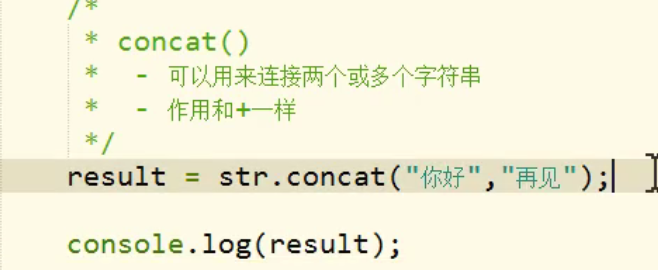 /*
* concat()
* - 可以用来连接两个或多个字符串
* - 作用和+一样
*/
result = str.concat("你好","再见");
console.log(result);